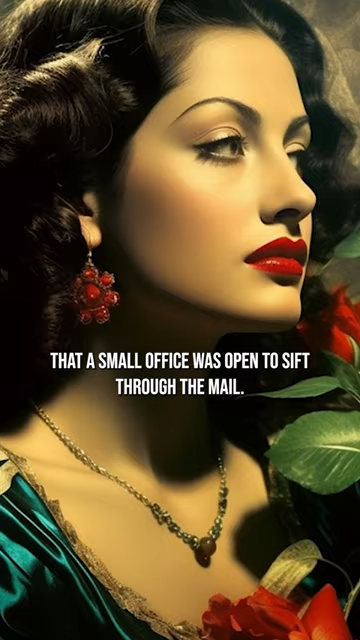 THAT A SMALL OFFICE WAS OPEN TO SIFT
THROUGH THE MAIL.